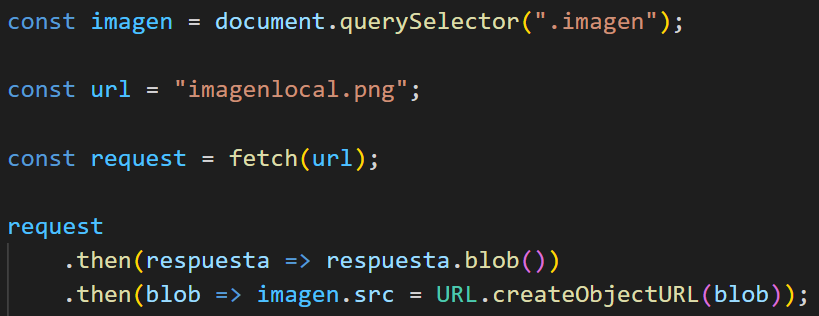 const imagen = document.querySelector(".imagen");
const url = "imagenlocal.png";
const request = fetch(url);
request
.then(respuesta => respuesta.blob())
.then(blob => imagen.src = URL.createObjectURL(blob));